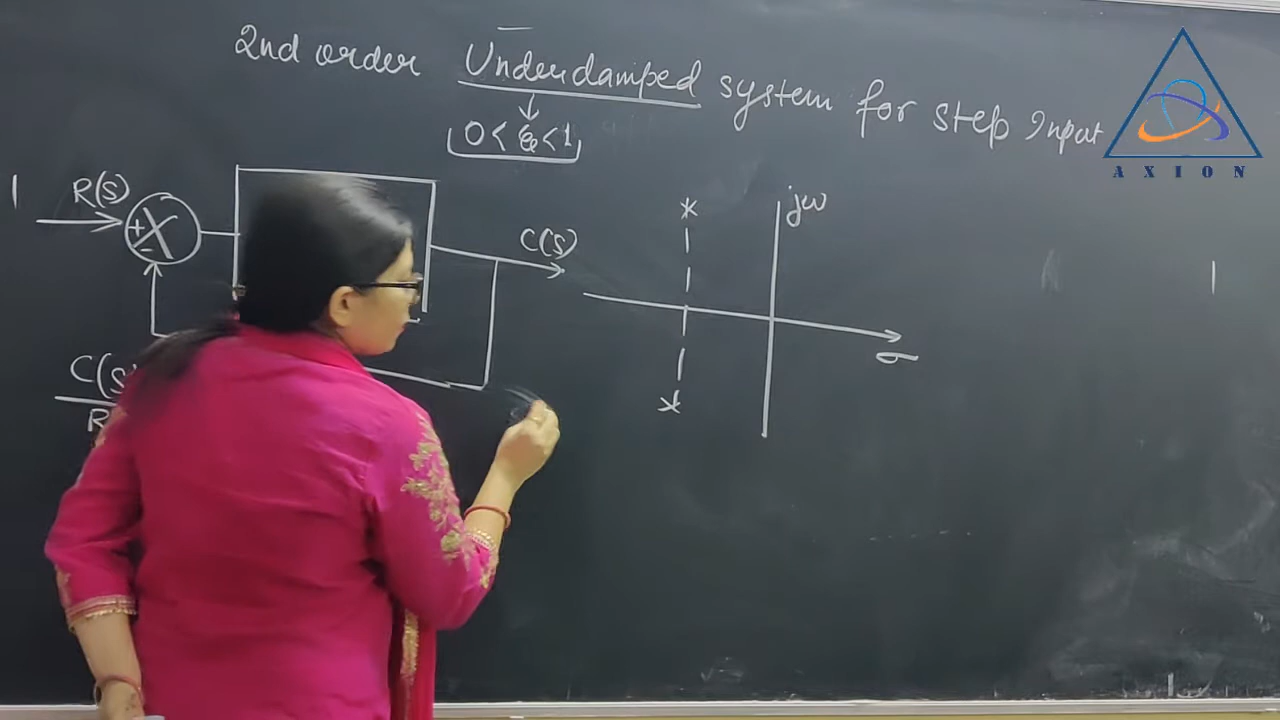 2nd order Underdamped system for step Input
0 < ξ < 1
AXION
R(S)
+
-
C(S)
jω
σ
C(S
R